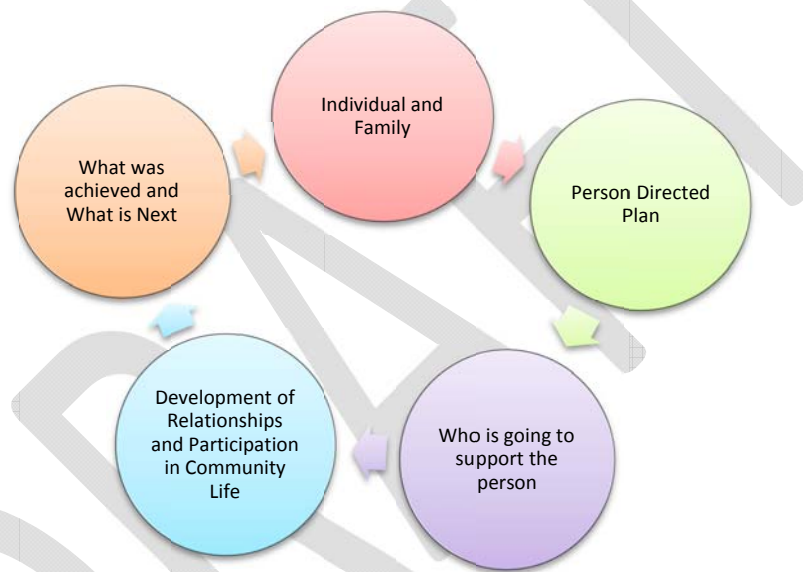 Individual and
Family
Person Directed
Plan
Who is going to
support the
person
Development of
Relationships
and Participation
in Community
Life
What was
achieved and
What is Next
DRAFT